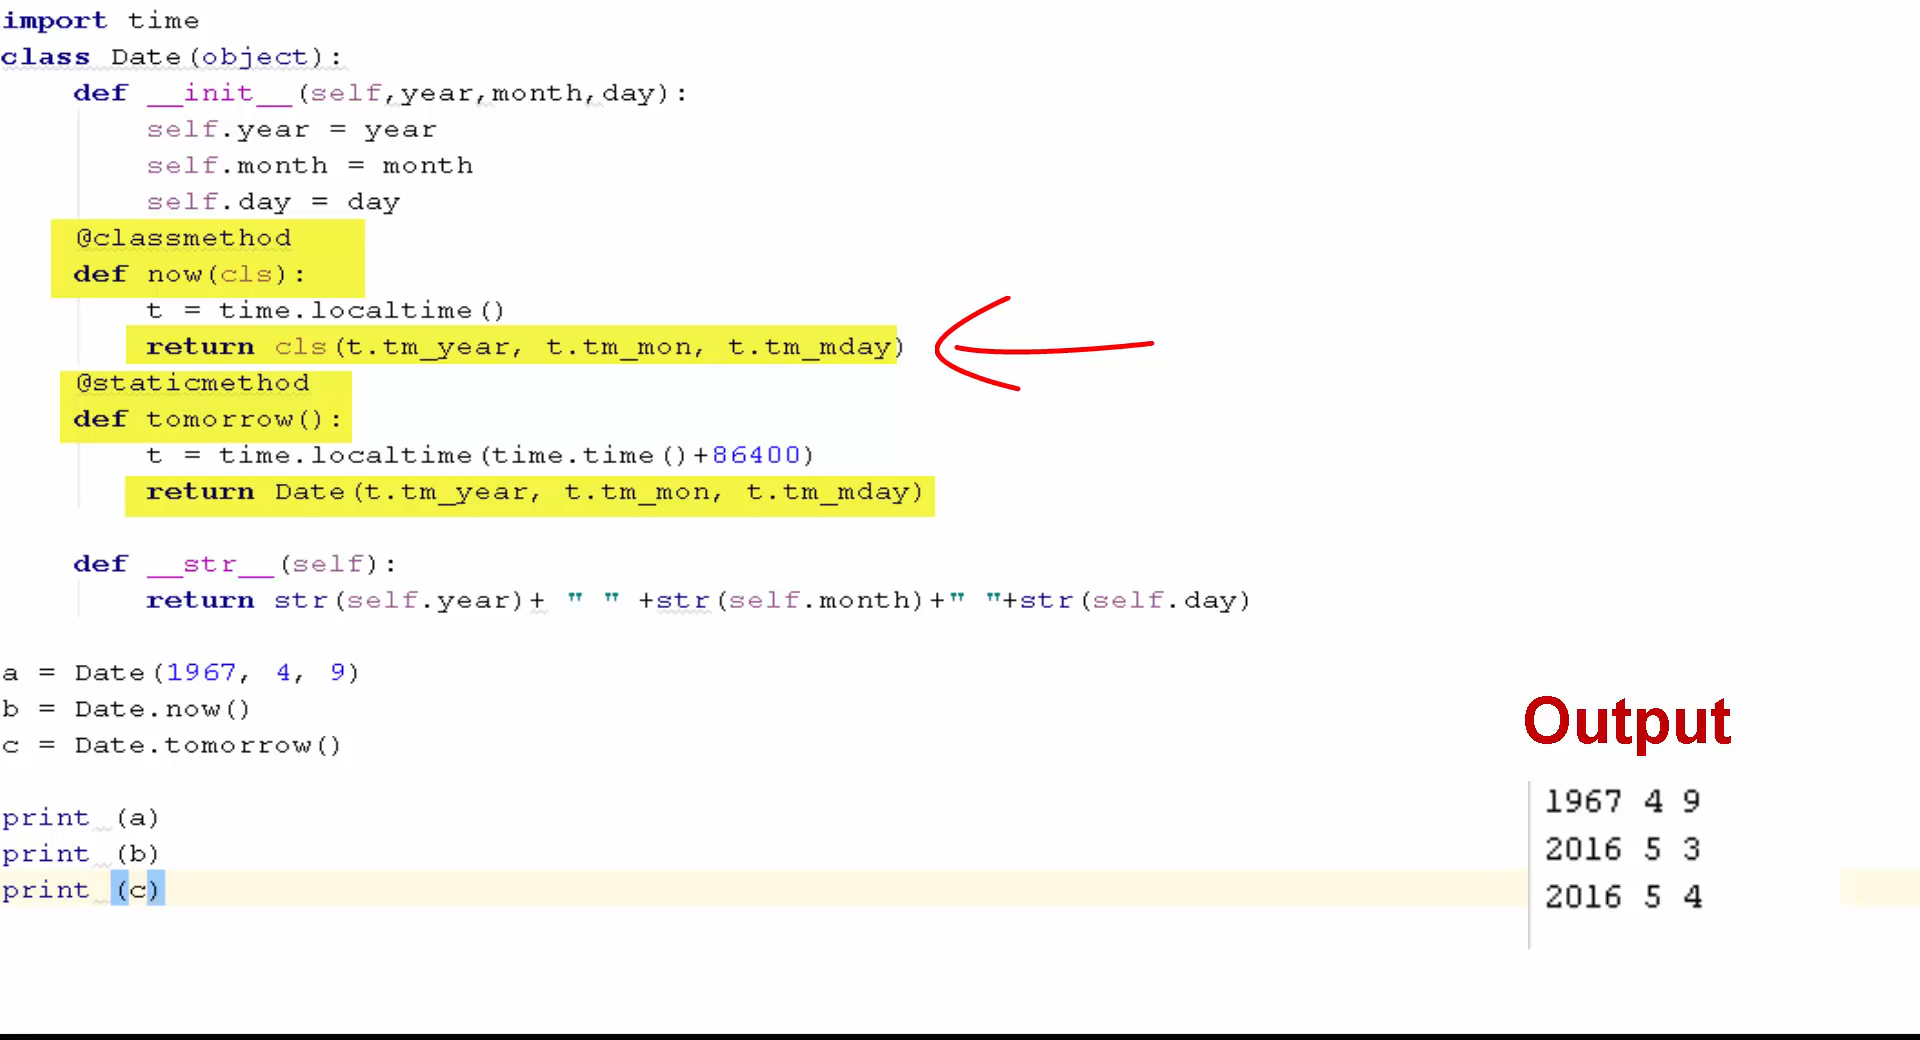 import time
class Date(object):
    def __init__(self,year,month,day):
        self.year = year
        self.month = month
        self.day = day
    @classmethod
    def now(cls):
        t = time.localtime()
        return cls(t.tm_year, t.tm_mon, t.tm_mday)
    @staticmethod
    def tomorrow():
        t = time.localtime(time.time()+86400)
        return Date(t.tm_year, t.tm_mon, t.tm_mday)
    def __str__(self):
        return str(self.year)+ " " +str(self.month)+" "+str(self.day)
a = Date(1967, 4, 9)
b = Date.now()
c = Date.tomorrow()
print (a)
print (b)
print (c)
Output
1967 4 9
2016 5 3
2016 5 4